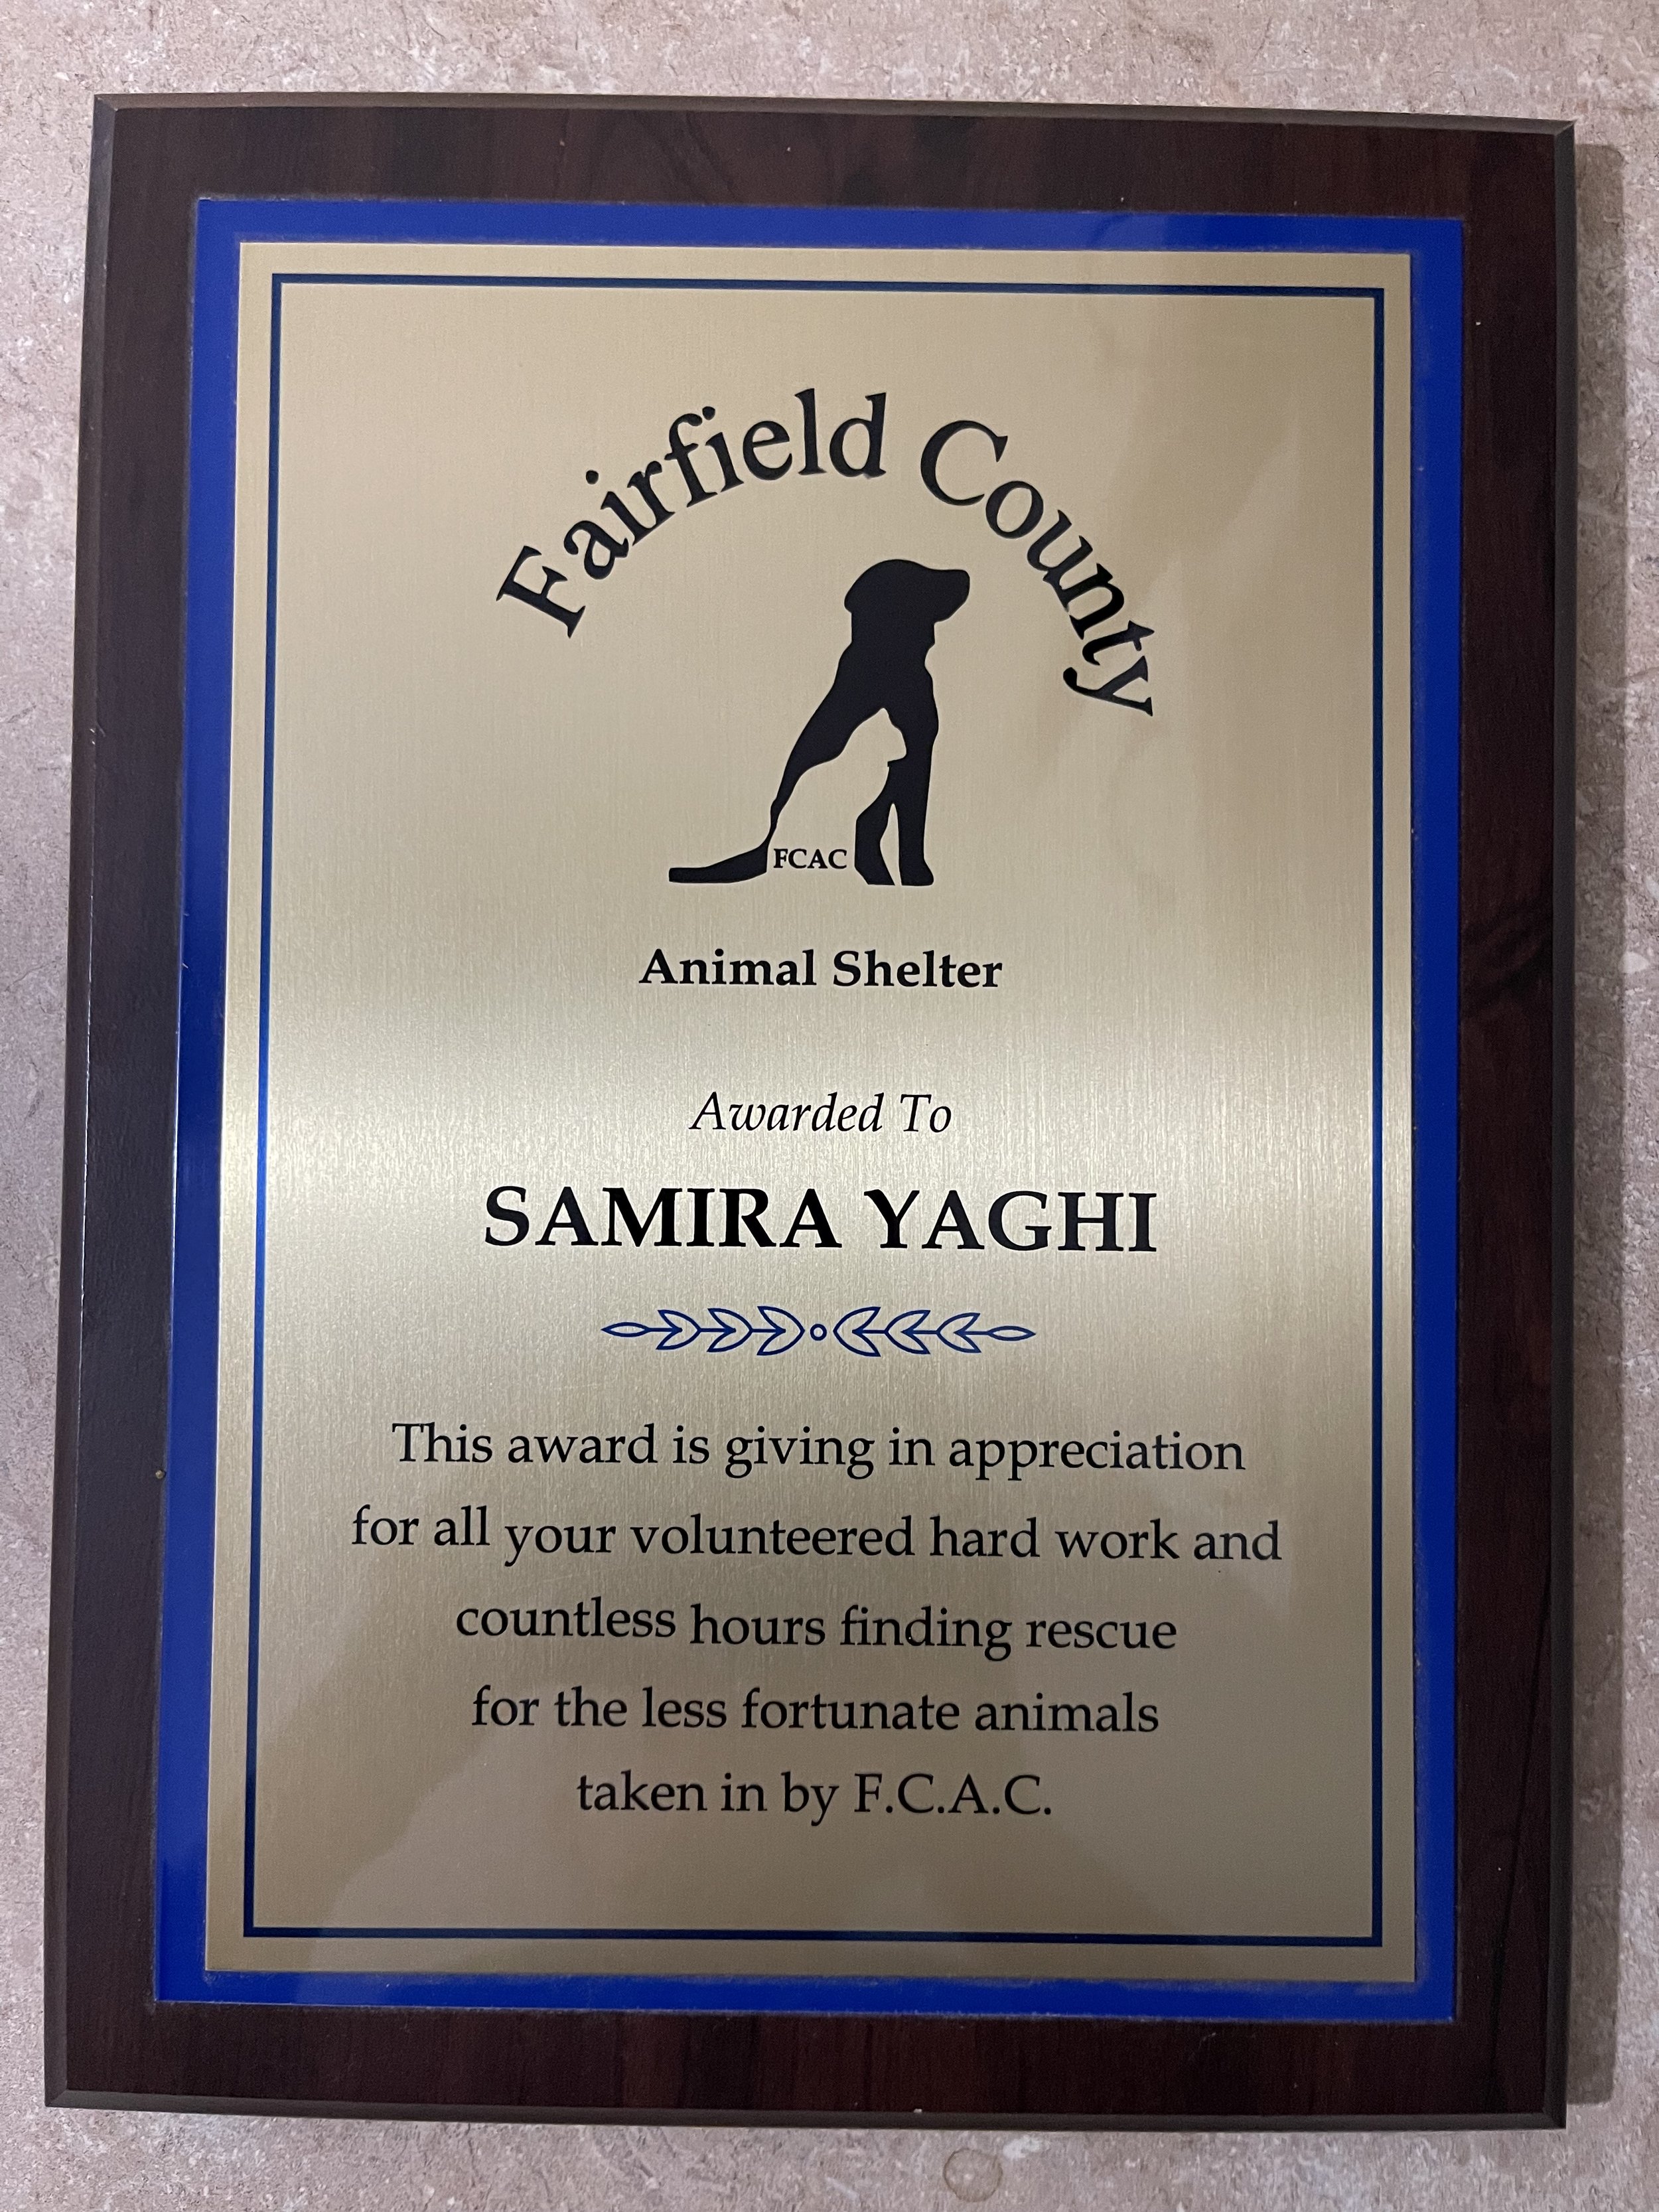 Fairfield County
FCAC
Animal Shelter
Awarded To
SAMIRA YAGHI
This award is giving in appreciation
for all your volunteered hard work and
countless hours finding rescue
for the less fortunate animals
taken in by F.C.A.C.